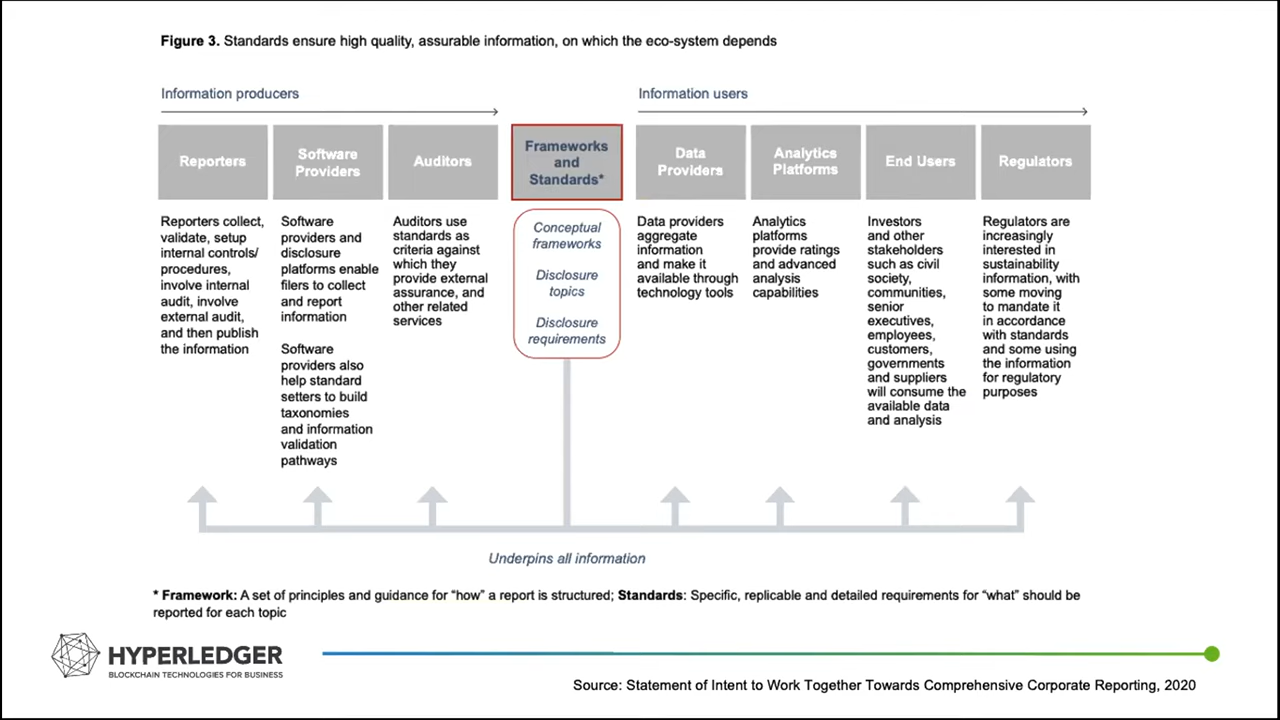 Figure 3. Standards ensure high quality, assurable information, on which the eco-system depends
Information producers
Information users
Reporters
Software
Providers
Auditors
Frameworks
and
Standards*
Data
Providers
Analytics
Platforms
End Users
Regulators
Reporters collect,
validate, setup
internal controls/
procedures,
involve internal
audit, involve
external audit,
and then publish
the information
Software
providers and
disclosure
platforms enable
filers to collect
and report
information
Software
providers also
help standard
setters to build
taxonomies
and information
validation
pathways
Auditors use
standards as
criteria against
which they
provide external
assurance, and
other related
services
Conceptual
frameworks
Disclosure
topics
Disclosure
requirements
Data providers
aggregate
information
and make it
available through
technology tools
Analytics
platforms
provide ratings
and advanced
analysis
capabilities
Investors
and other
stakeholders
such as civil
society,
communities,
senior
executives,
employees,
customers,
governments
and suppliers
will consume the
available data
and analysis
Regulators are
increasingly
interested in
sustainability
information, with
some moving
to mandate it
in accordance
with standards
and some using
the information
for regulatory
purposes
Underpins all information
* Framework: A set of principles and guidance for “how” a report is structured; Standards: Specific, replicable and detailed requirements for “what” should be
reported for each topic
HYPERLEDGER
BLOCKCHAIN TECHNOLOGIES FOR BUSINESS
Source: Statement of Intent to Work Together Towards Comprehensive Corporate Reporting, 2020